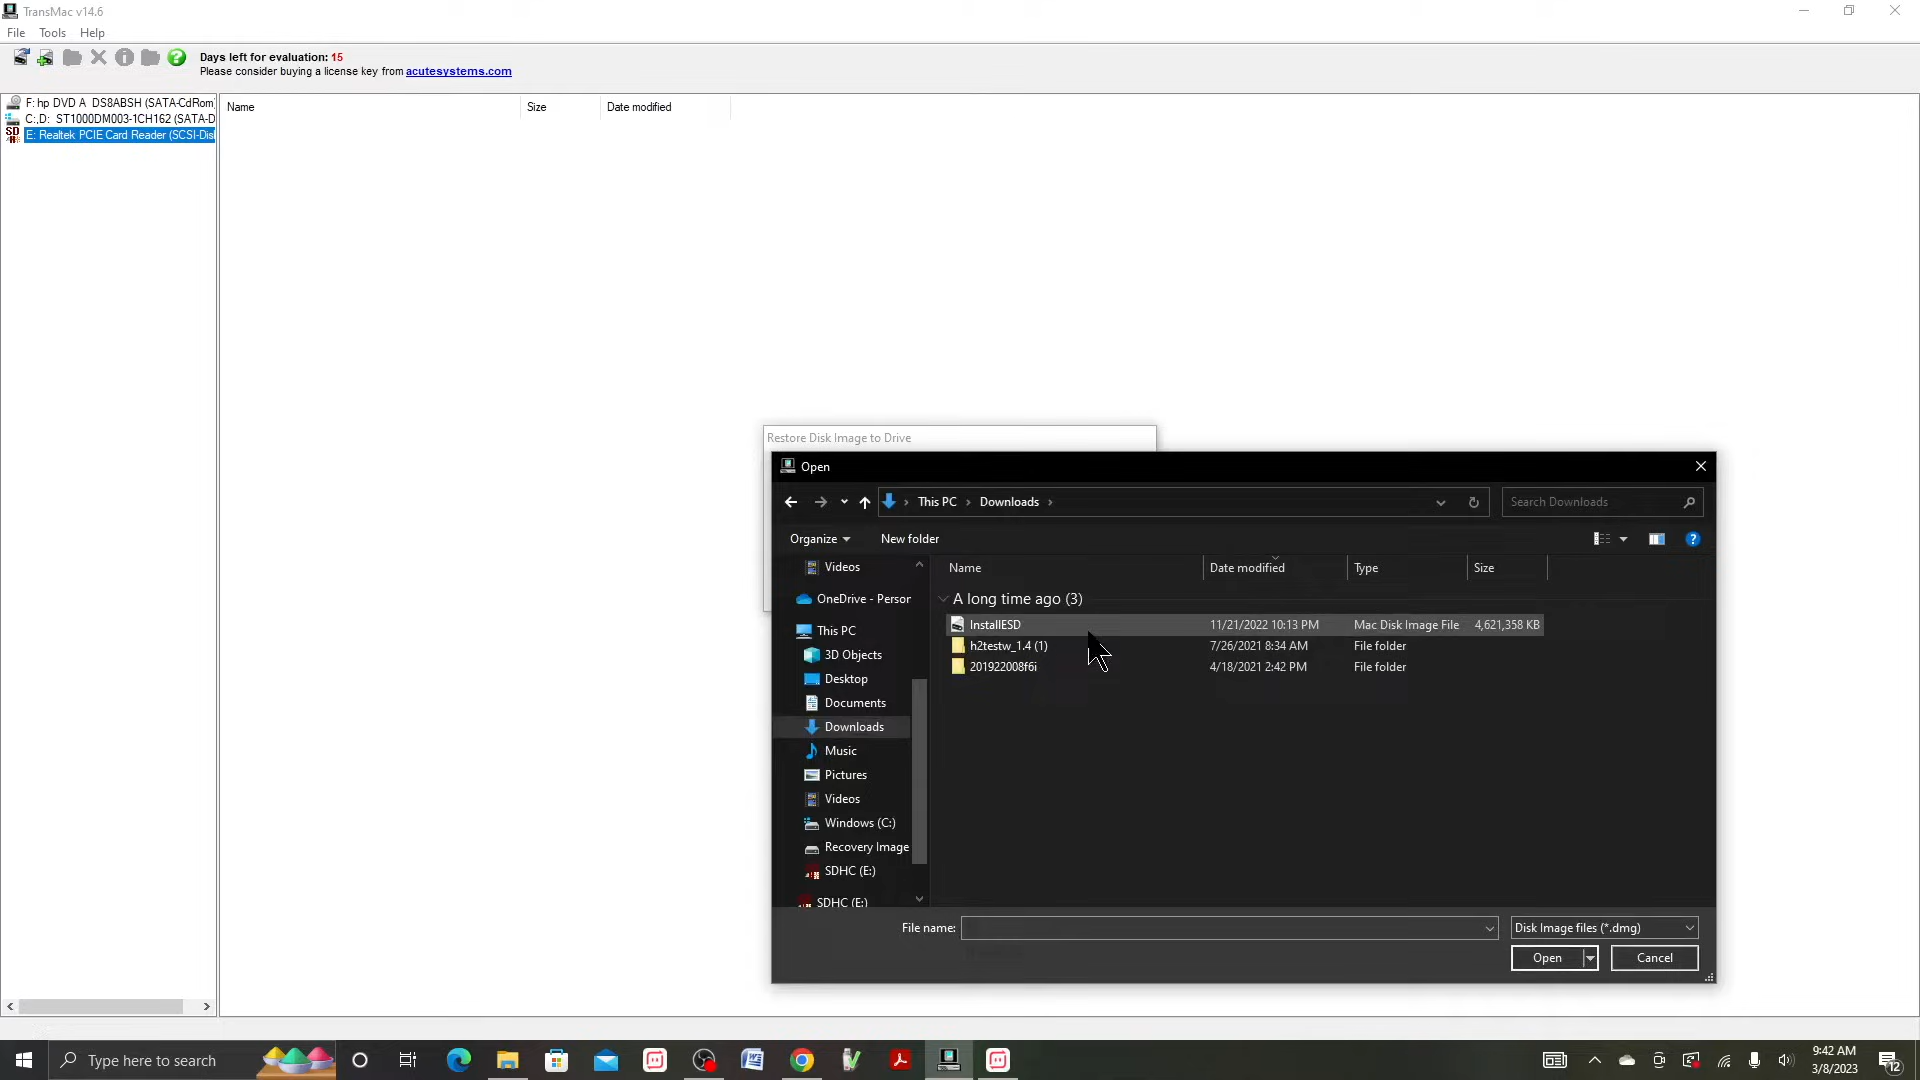 TransMac v14.6
File Tools Help
Days left for evaluation: 15
Please consider buying a license key from acutesystems.com
F: hp DVD A DS8ABSH (SATA-CdRom)
C:,D: ST1000DM003-1CH162 (SATA-D
E: Realtek PCIE Card Reader (SCSI-Dis
Name Size Date modified
Restore Disk Image to Drive
Open
This PC Downloads
Search Downloads
Organize New folder
Videos
OneDrive - Person
This PC
3D Objects
Desktop
Documents
Downloads
Music
Pictures
Videos
Windows (C:)
Recovery Image
SDHC (E:)
SDHC (E:)
Name Date modified Type Size
A long time ago (3)
InstallESD 11/21/2022 10:13 PM Mac Disk Image File 4,621,358 KB
h2testw_1.4 (1) 7/26/2021 8:34 AM File folder
201922008f6i 4/18/2021 2:42 PM File folder
File name: Disk Image files (*.dmg)
Open Cancel
Type here to search
9:42 AM
3/8/2023
12